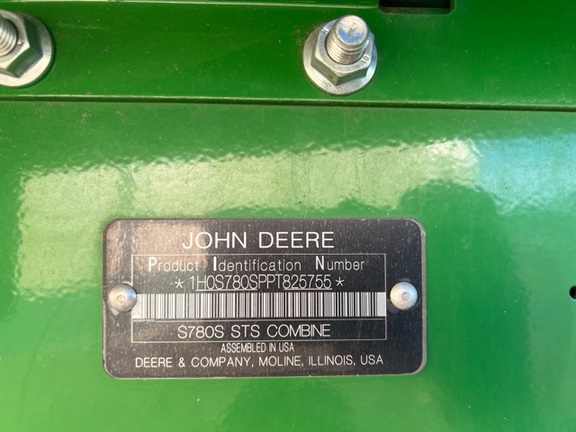 JOHN DEERE
Product Identification Number
*1H0S780SPPT825755*
S780S STS COMBINE
ASSEMBLED IN USA
DEERE & COMPANY, MOLINE, ILLINOIS, USA